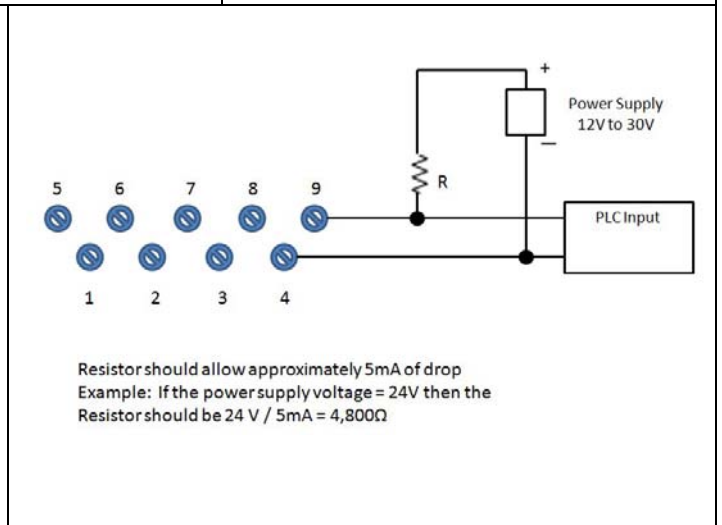 +
Power Supply
12V to 30V
—
R
5 6 7 8 9
PLC Input
1 2 3 4
Resistor should allow approximately 5mA of drop
Example: If the power supply voltage = 24V then the
Resistor should be 24 V / 5mA = 4,800Ω